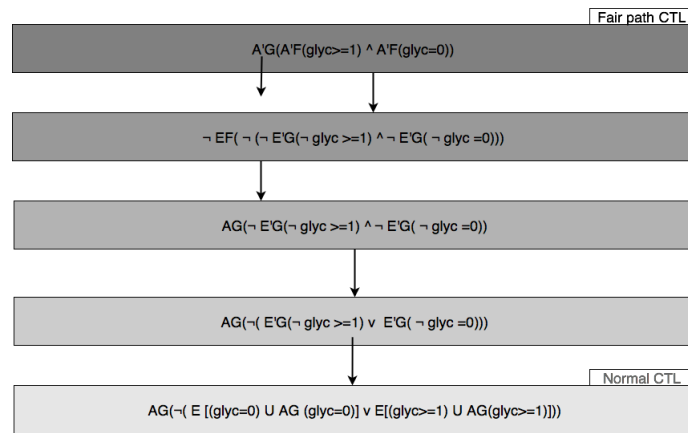 Fair path CTL
A'G(A'F(glyc>=1) ^ A'F(glyc=0))
¬ EF( ¬ (¬ E'G(¬ glyc >=1) ^ ¬ E'G( ¬ glyc =0)))
AG(¬ E'G(¬ glyc >=1) ^ ¬ E'G( ¬ glyc =0))
AG(¬( E'G(¬ glyc >=1) v  E'G( ¬ glyc =0)))
Normal CTL
AG(¬( E [(glyc=0) U AG (glyc=0)] v E[(glyc>=1) U AG(glyc>=1)]))